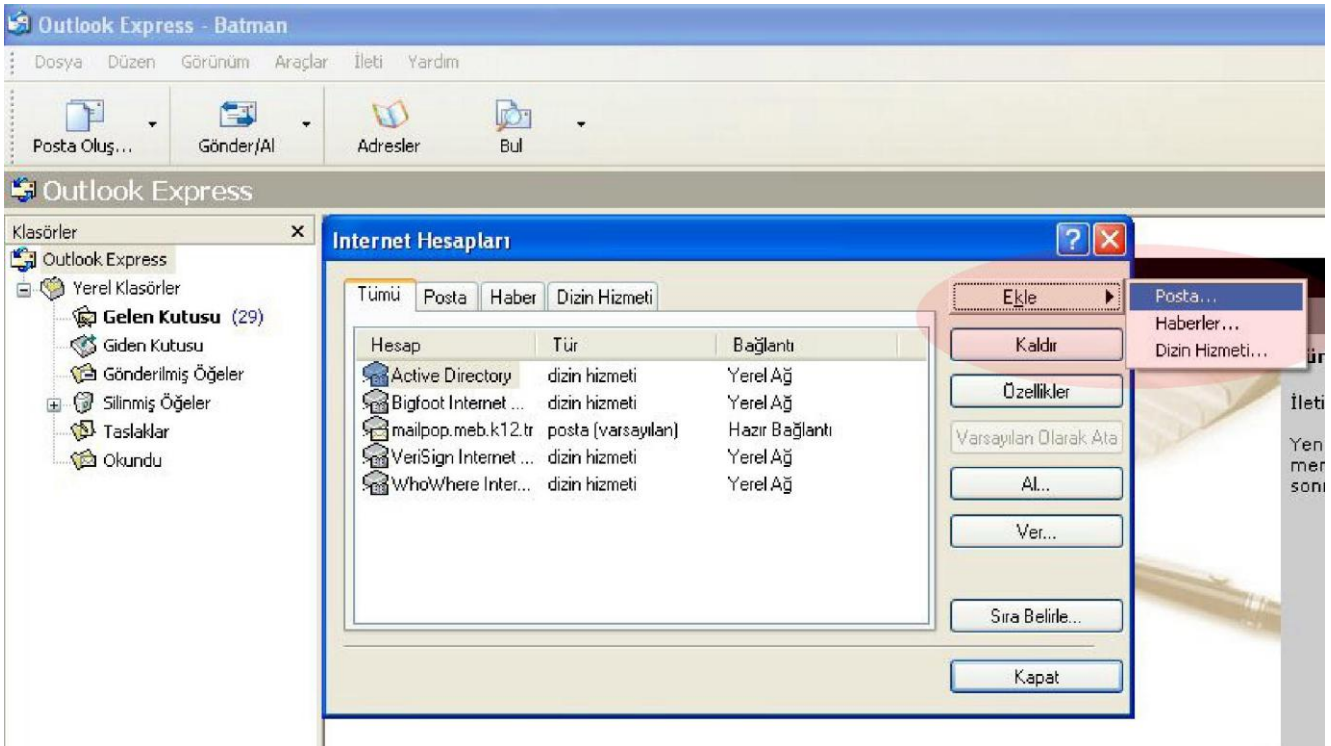 Outlook Express - Batman
Dosya Düzen Görünüm Araçlar İleti Yardım
Posta Oluş... Gönder/Al Adresler Bul
Outlook Express
Klasörler
Outlook Express
Yerel Klasörler
Gelen Kutusu (29)
Giden Kutusu
Gönderilmiş Öğeler
Silinmiş Öğeler
Taslaklar
Okundu
Internet Hesapları
Tümü Posta Haber Dizin Hizmeti
Hesap Tür Bağlantı
Active Directory dizin hizmeti Yerel Ağ
Bigfoot Internet ... dizin hizmeti Yerel Ağ
mailpop.meb.k12.tr posta (varsayılan) Hazır Bağlantı
VeriSign Internet ... dizin hizmeti Yerel Ağ
WhoWhere Inter... dizin hizmeti Yerel Ağ
Ekle
Kaldır
Özellikler
Varsayılan Olarak Ata
Al...
Ver...
Sıra Belirle...
Kapat
Posta...
Haberler...
Dizin Hizmeti...
İleti
Yen
sonr